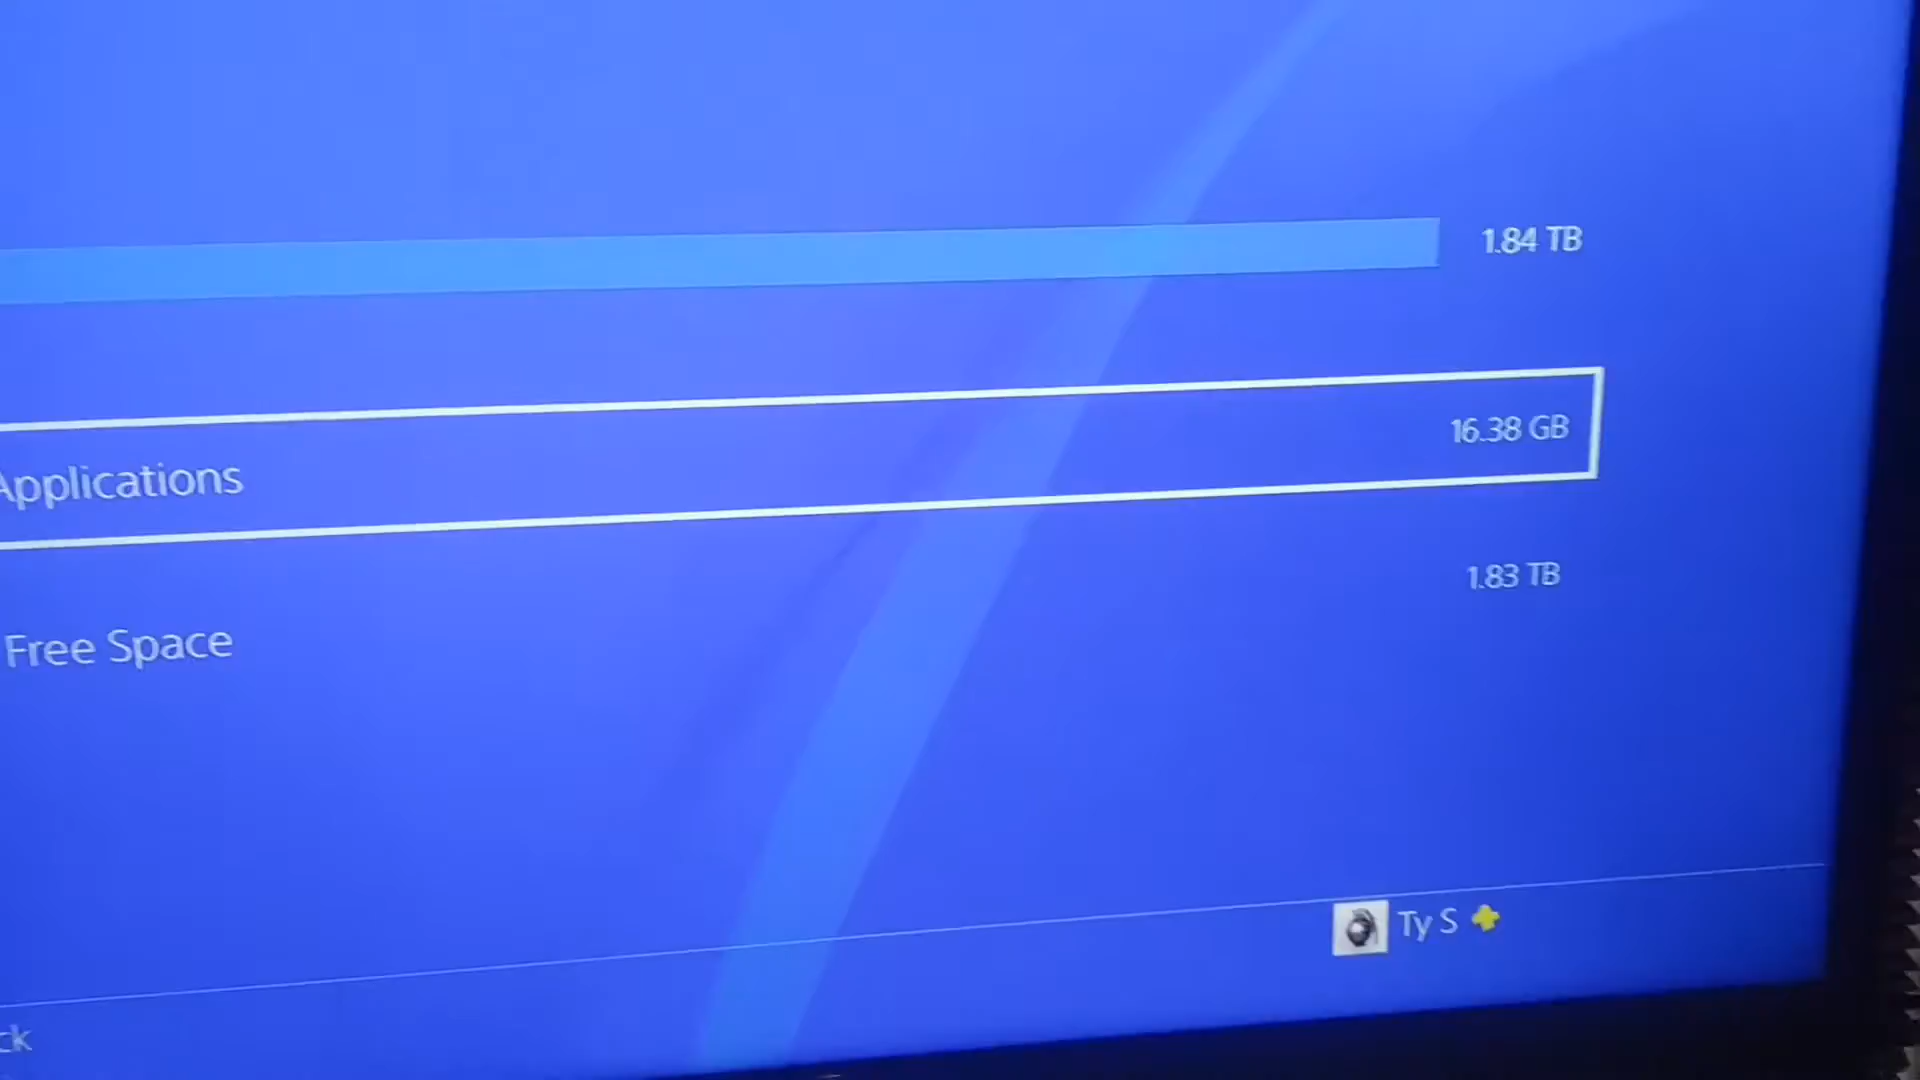 1.84 TB
Applications 16.38 GB
Free Space 1.83 TB
Ty S
ck